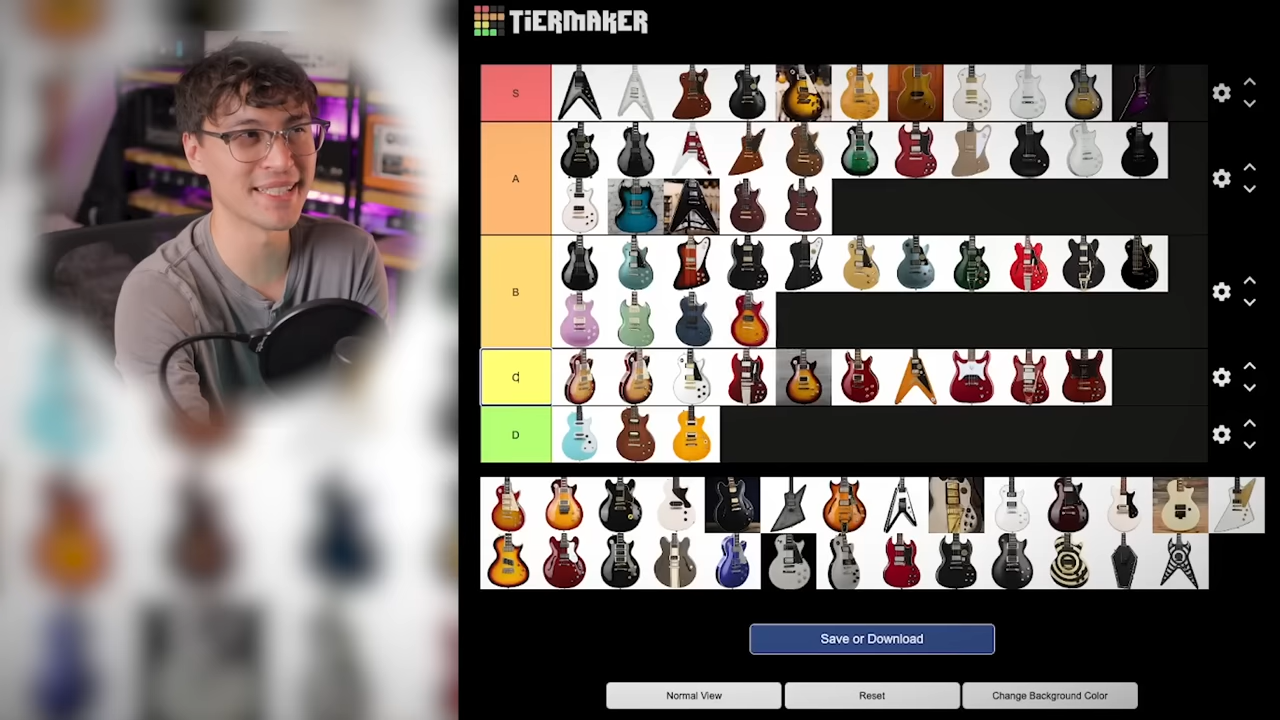 TiERMAKER
S
A
B
C
D
Save or Download
Normal View
Reset
Change Background Color